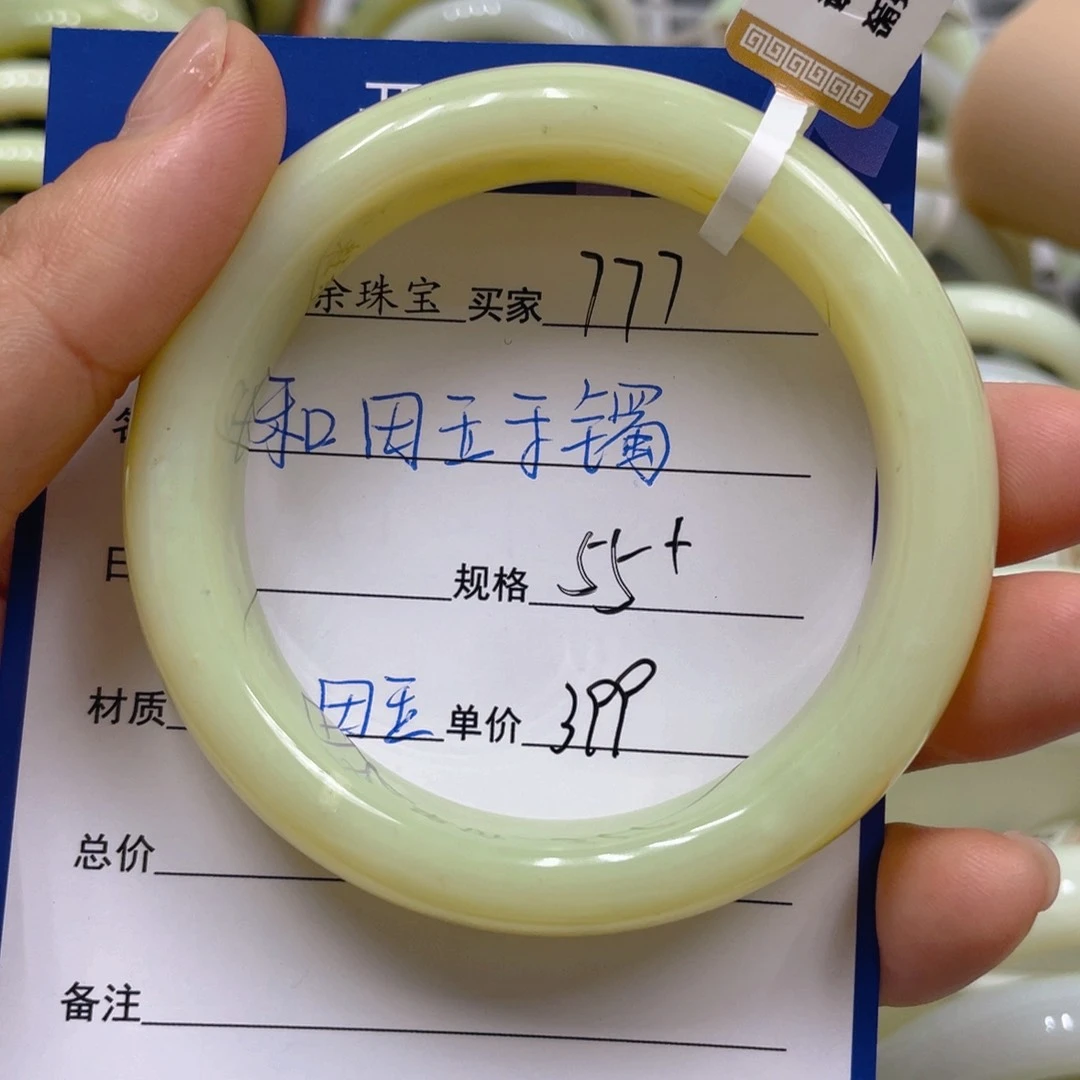 余珠宝 买家 777
和田玉手镯
规格 55+
材质 田玉 单价 399
总价
备注